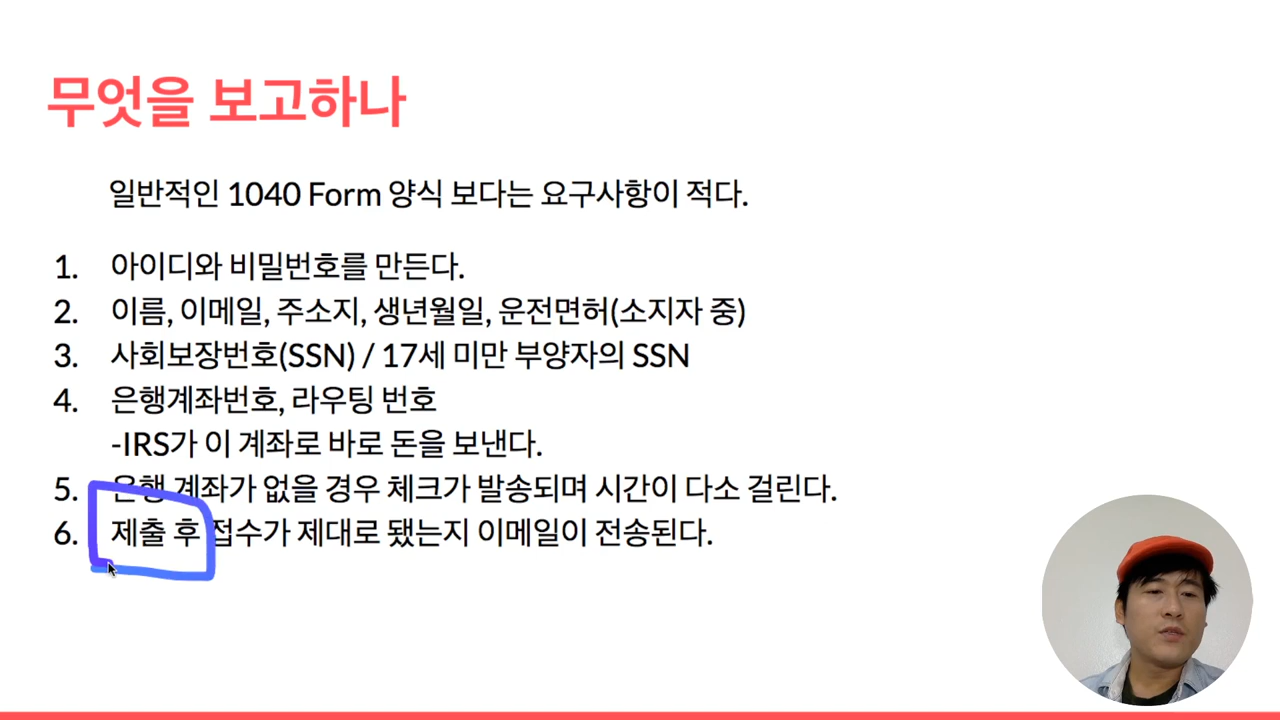 무엇을 보고하나
일반적인 1040 Form 양식 보다는 요구사항이 적다.
1. 아이디와 비밀번호를 만든다.
2. 이름, 이메일, 주소지, 생년월일, 운전면허(소지자 중)
3. 사회보장번호(SSN) / 17세 미만 부양자의 SSN
4. 은행계좌번호, 라우팅 번호
-IRS가 이 계좌로 바로 돈을 보낸다.
5. 은행 계좌가 없을 경우 체크가 발송되며 시간이 다소 걸린다.
6. 제출 후 접수가 제대로 됐는지 이메일이 전송된다.